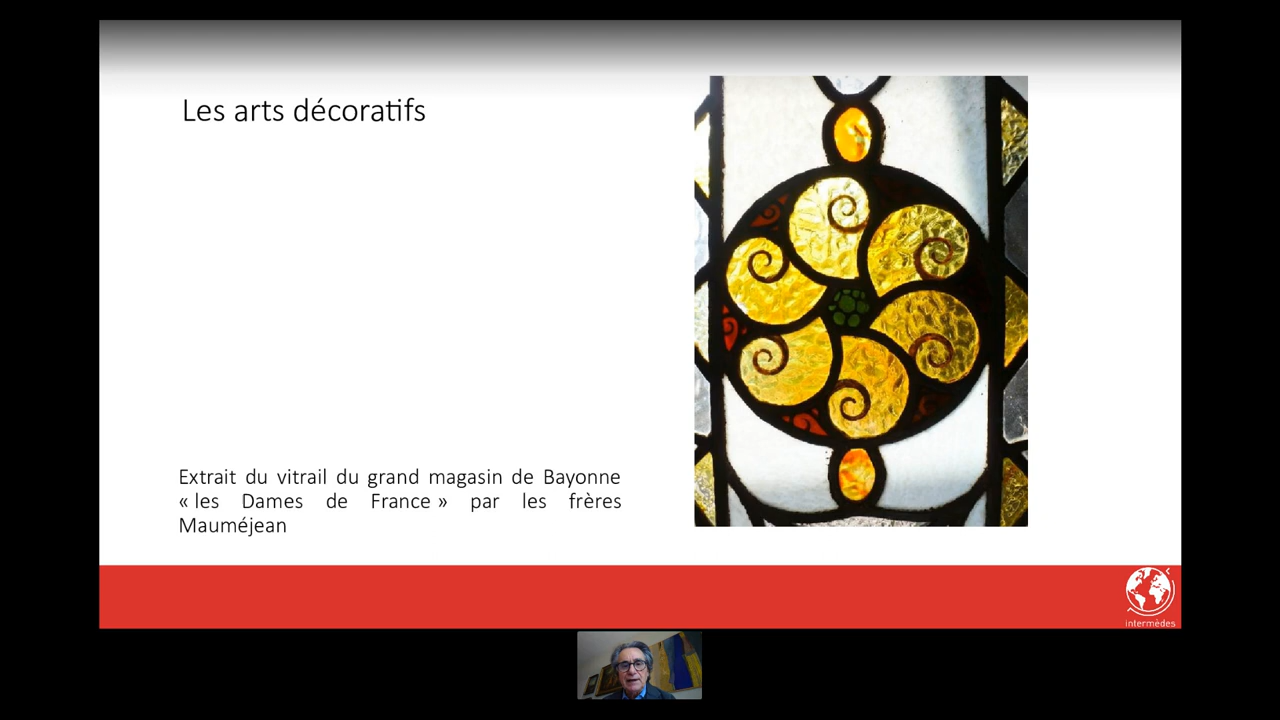 Les arts décoratifs
Extrait du vitrail du grand magasin de Bayonne
« les Dames de France » par les frères
Mauméjean
intermèdes